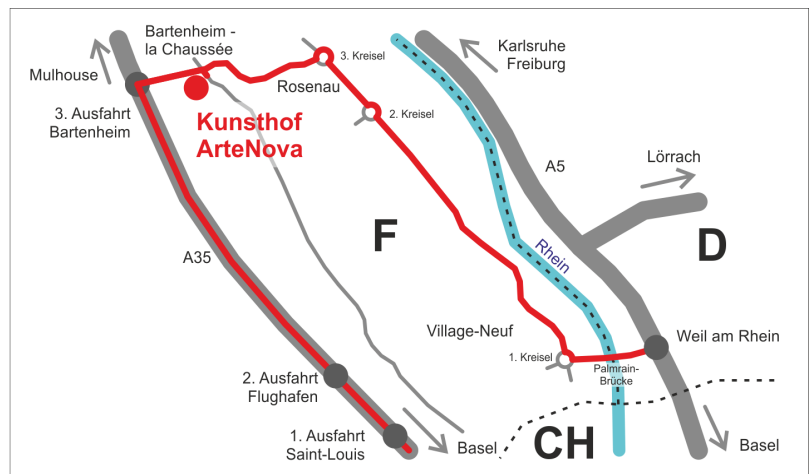 Bartenheim -
la Chaussée
Mulhouse
3. Ausfahrt
Bartenheim
Kunsthof
ArteNova
Rosenau
3. Kreisel
2. Kreisel
Karlsruhe
Freiburg
A5
Lörrach
F
D
A35
Rhein
Village-Neuf
1. Kreisel
Palmrain-
Brücke
Weil am Rhein
2. Ausfahrt
Flughafen
1. Ausfahrt
Saint-Louis
Basel
CH
Basel